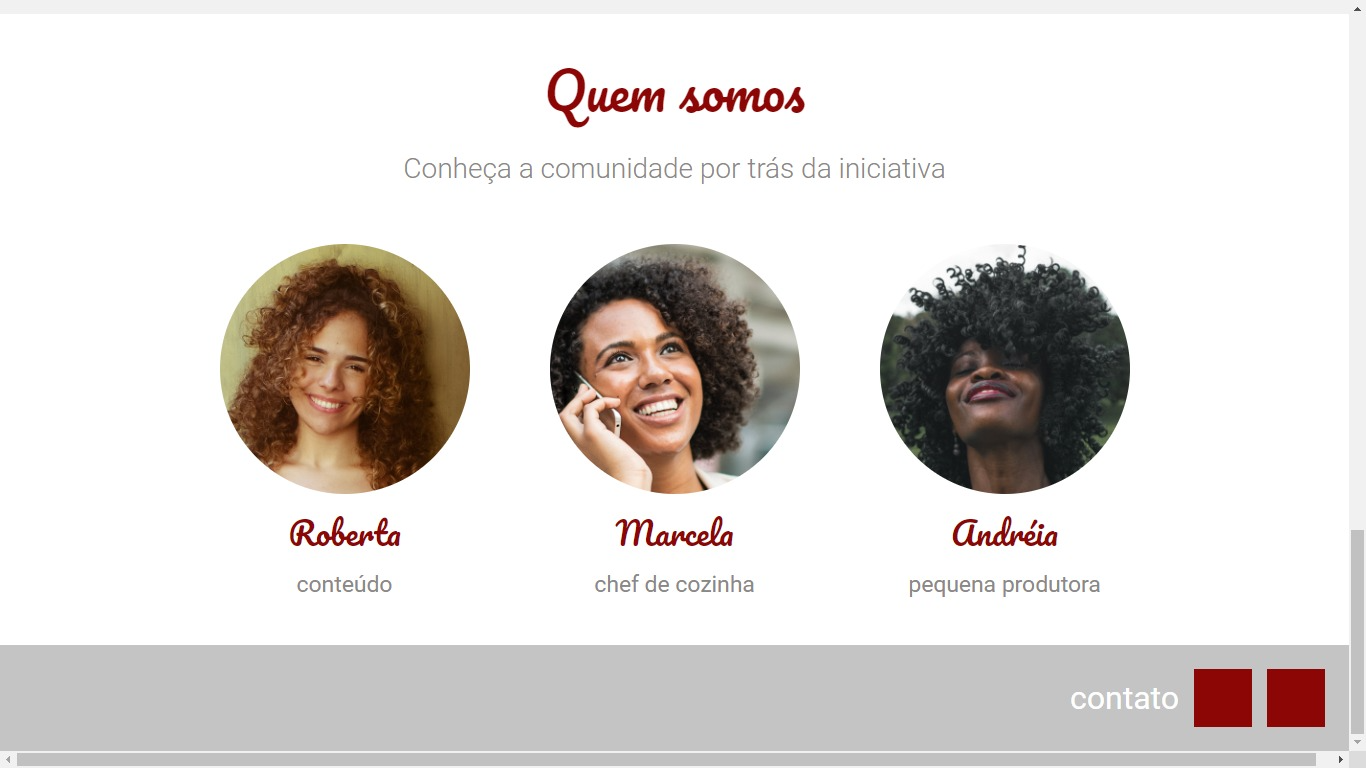 Quem somos
Conheça a comunidade por trás da iniciativa
Roberta
Marcela
Andréia
conteúdo
chef de cozinha
pequena produtora
contato